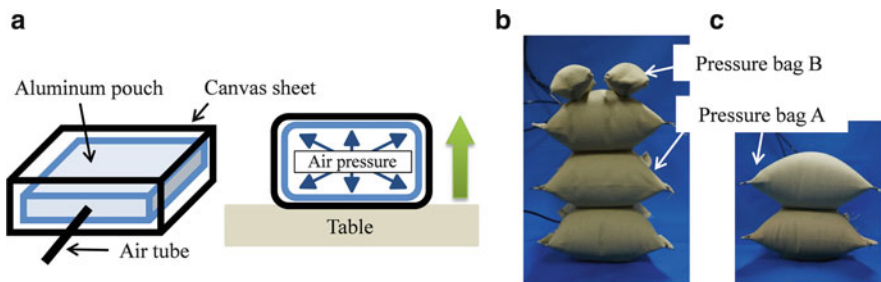 a
Aluminum pouch
Canvas sheet
Air tube
Air pressure
Table
b
c
Pressure bag B
Pressure bag A